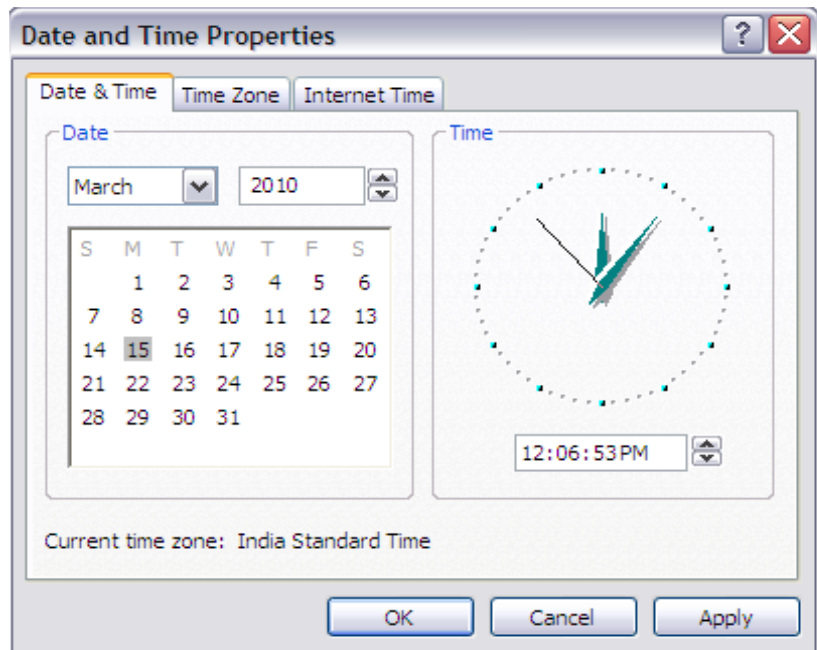 Date and Time Properties
Date & Time Time Zone Internet Time
Date
March 2010
S M T W T F S
1 2 3 4 5 6
7 8 9 10 11 12 13
14 15 16 17 18 19 20
21 22 23 24 25 26 27
28 29 30 31
Time
12:06:53PM
Current time zone: India Standard Time
OK Cancel Apply